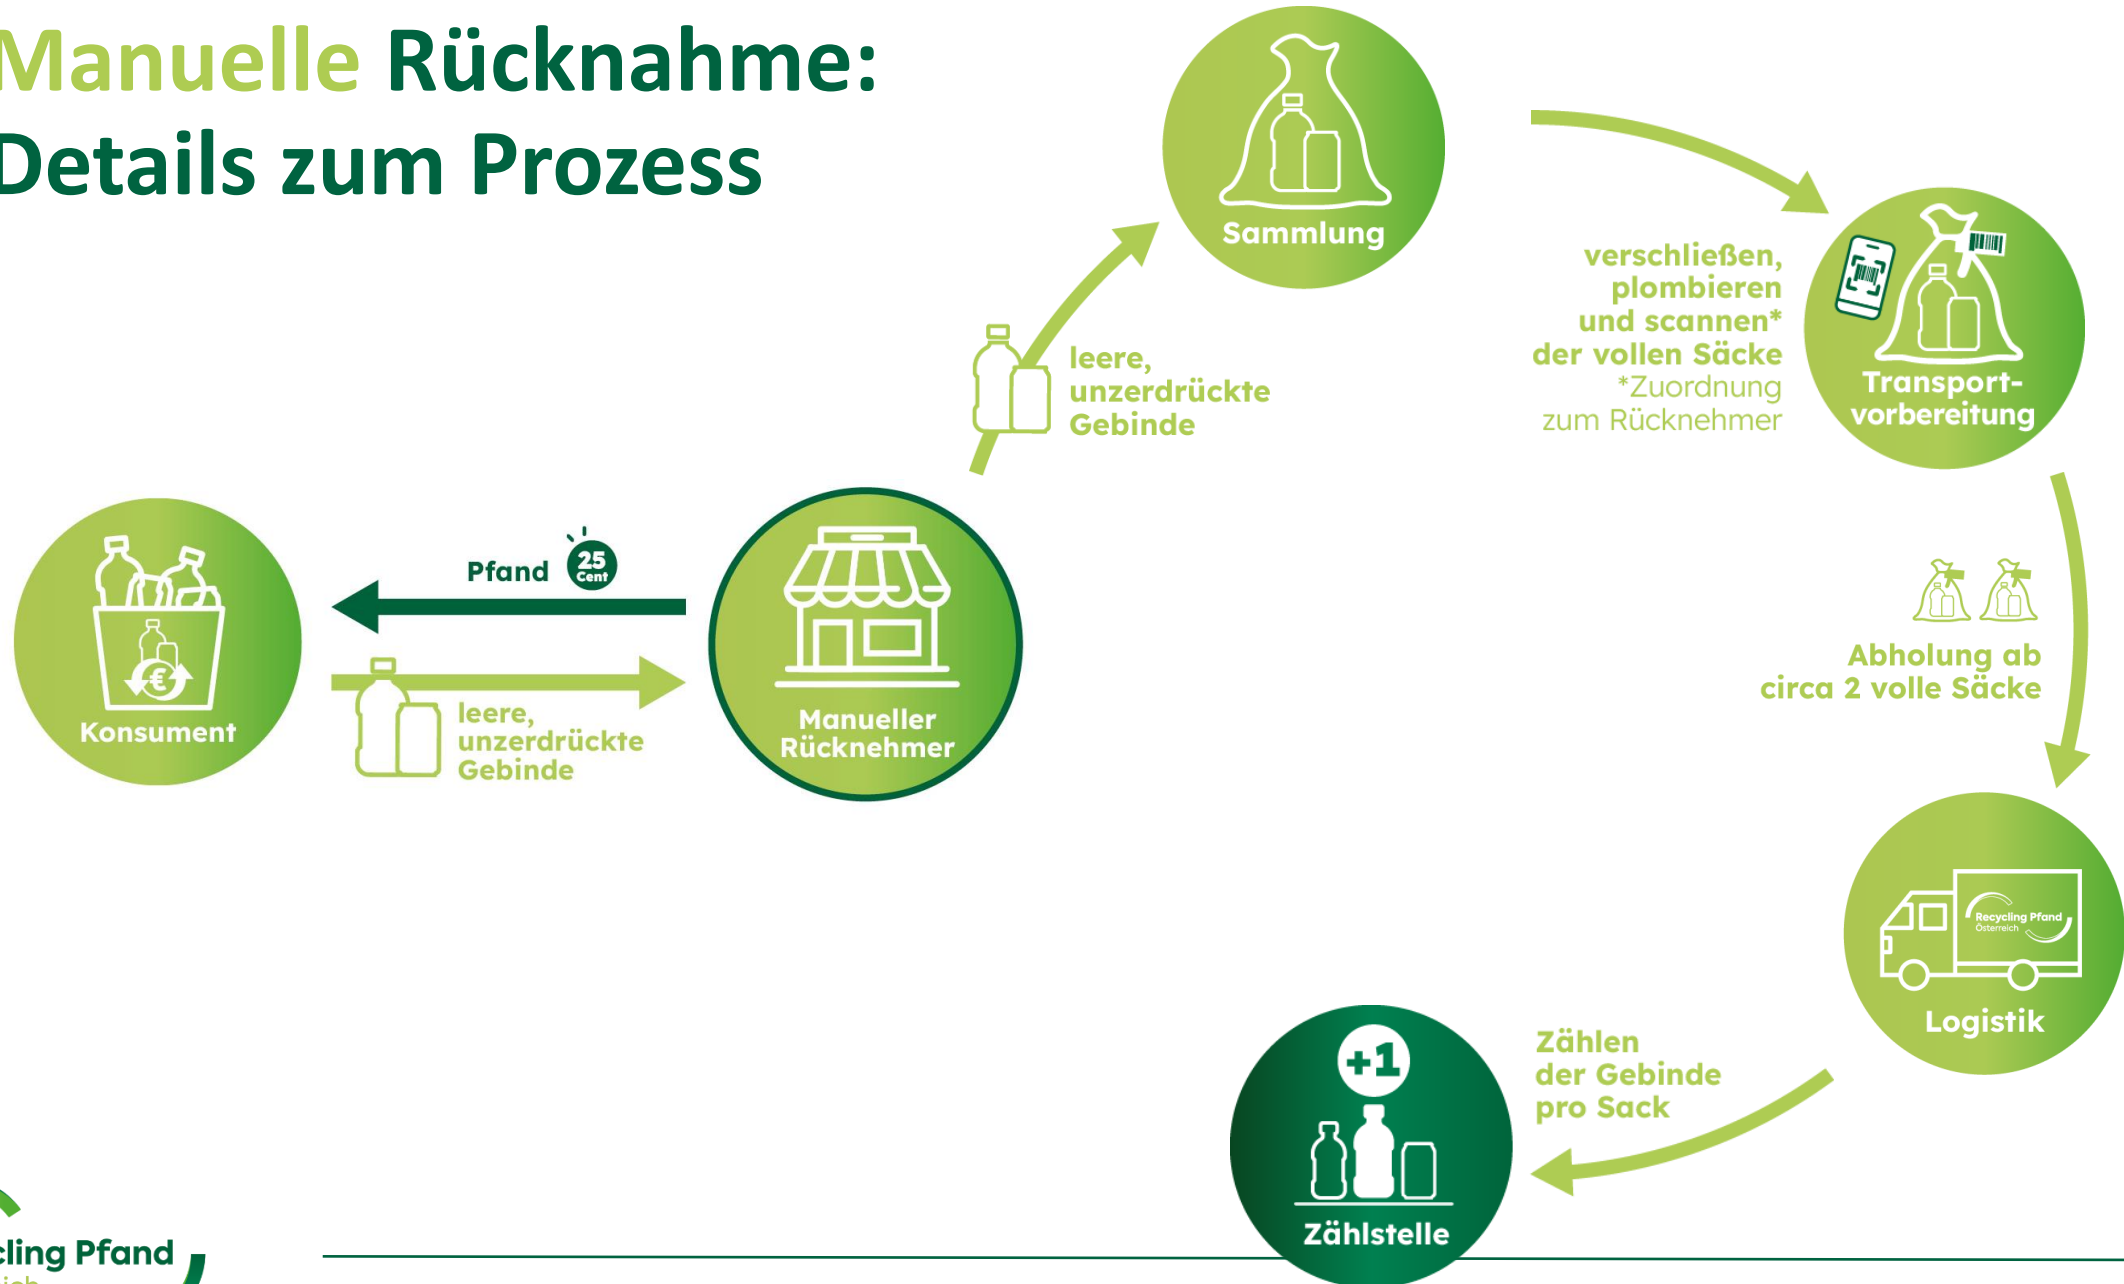 Manuelle Rücknahme:
Details zum Prozess
Sammlung
leere,
unzerdrückte
Gebinde
verschließen,
plombieren
und scannen*
der vollen Säcke
*Zuordnung
zum Rücknehmer
Transport-
vorbereitung
Pfand 25 Cent
leere,
unzerdrückte
Gebinde
Konsument
€
Manueller
Rücknehmer
Abholung ab
circa 2 volle Säcke
Recycling Pfand
Österreich
Logistik
Zählen
der Gebinde
pro Sack
+1
Zählstelle
Pfand